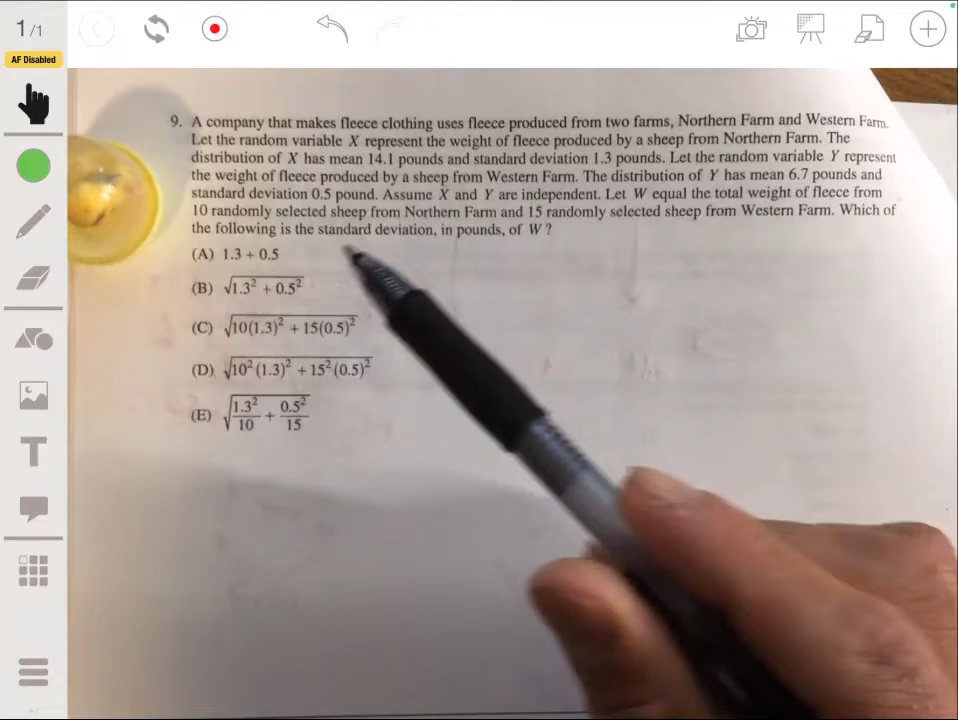 1/1
AF Disabled
T
9. A company that makes fleece clothing uses fleece produced from two farms, Northern Farm and Western Farm.
Let the random variable X represent the weight of fleece produced by a sheep from Northern Farm. The
distribution of X has mean 14.1 pounds and standard deviation 1.3 pounds. Let the random variable Y represent
the weight of fleece produced by a sheep from Western Farm. The distribution of Y has mean 6.7 pounds and
standard deviation 0.5 pound. Assume X and Y are independent. Let W equal the total weight of fleece from
10 randomly selected sheep from Northern Farm and 15 randomly selected sheep from Western Farm. Which of
the following is the standard deviation, in pounds, of W ?
(A) 1.3 + 0.5
(B) √1.3² + 0.5²
(C) √10(1.3)² + 15(0.5)²
(D) √10² (1.3)² + 15² (0.5)²
(E) √1.3²/10 + 0.5²/15